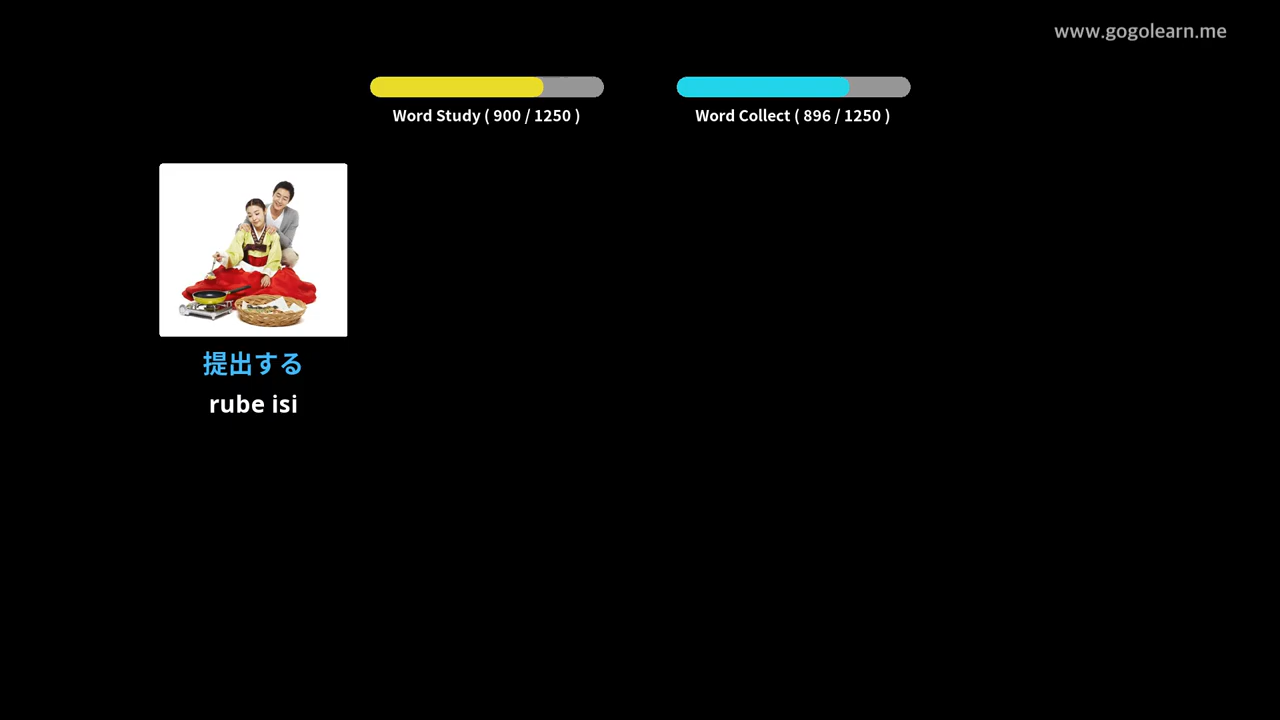 www.gogolearn.me
Word Study ( 900 / 1250 )
Word Collect ( 896 / 1250 )
提出する
rube isi